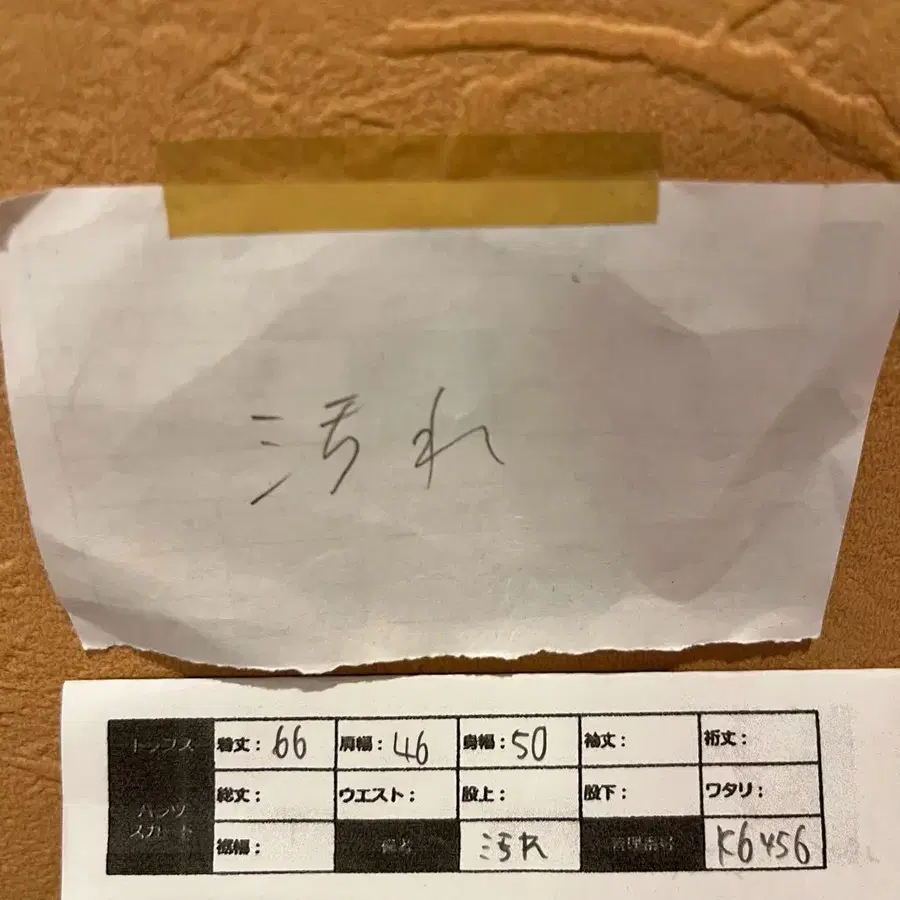 汚れ
トップス 着丈：66 肩幅：46 身幅：50 袖丈： 裄丈：
パンツ 総丈： ウエスト： 股上： 股下： ワタリ：
スカート
裾幅： 備考 汚れ 管理番号 K6456